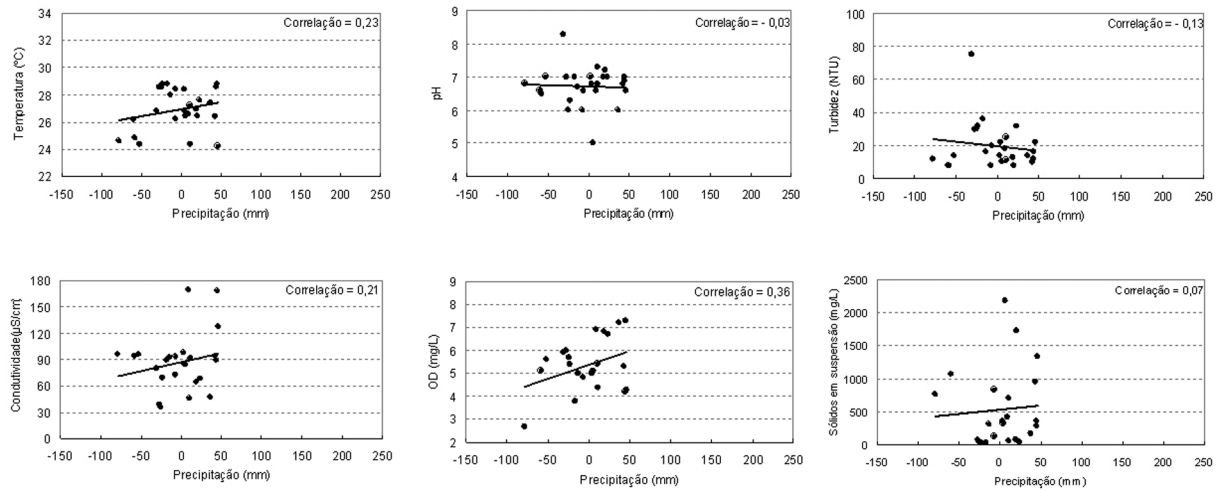 Correlação = 0,23
Temperatura (ºC)
34
32
30
28
26
24
22
-150 -100 -50 0 50 100 150 200 250
Precipitação (mm)
Correlação = - 0,03
pH
9
8
7
6
5
4
-150 -100 -50 0 50 100 150 200 250
Precipitação (mm)
Correlação = - 0,13
Turbidez (NTU)
100
80
60
40
20
0
-150 -100 -50 0 50 100 150 200 250
Precipitação (mm)
Correlação = 0,21
Condutividade(µS/cm)
180
150
120
90
60
30
0
-150 -100 -50 0 50 100 150 200 250
Precipitação (mm)
Correlação = 0,36
OD (mg/L)
9
8
7
6
5
4
3
2
-150 -100 -50 0 50 100 150 200 250
Precipitação (mm)
Correlação = 0,07
Sólidos em suspensão (mg/L)
2500
2000
1500
1000
500
0
-150 -100 -50 0 50 100 150 200 250
Precipitação (mm)